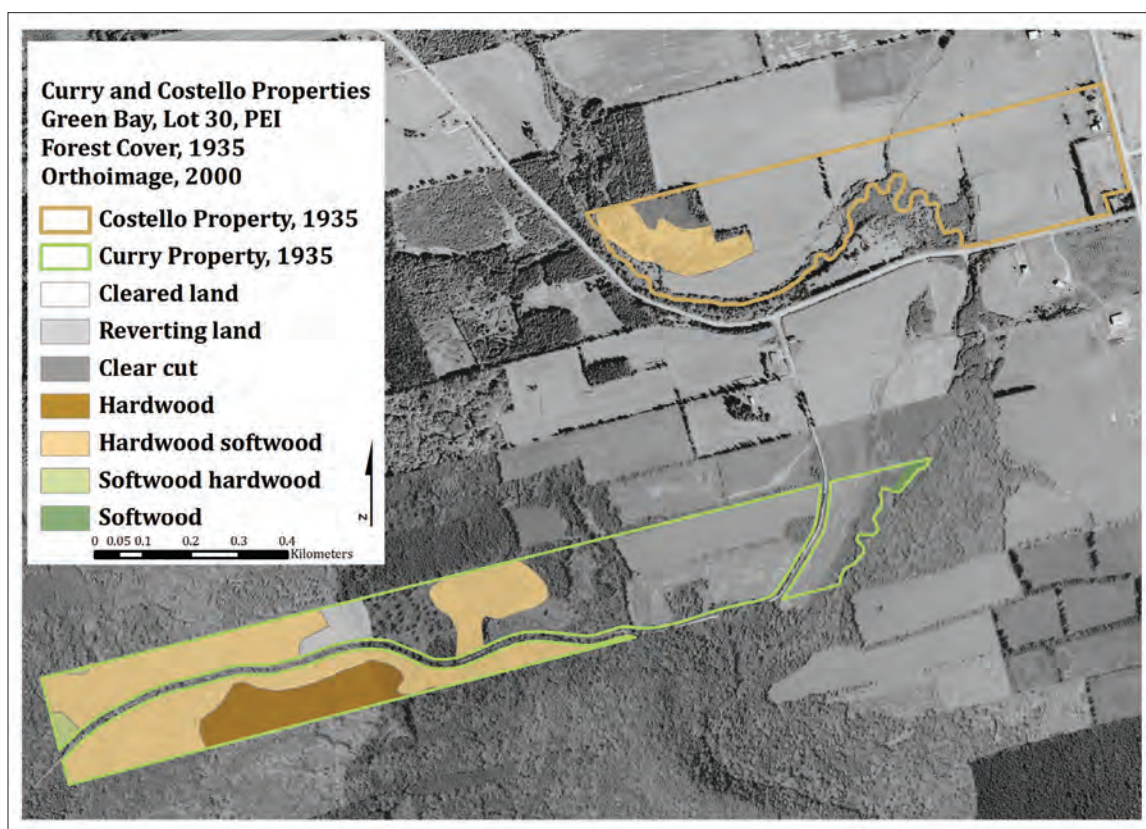 Curry and Costello Properties
Green Bay, Lot 30, PEI
Forest Cover, 1935
Orthoimage, 2000
Costello Property, 1935
Curry Property, 1935
Cleared land
Reverting land
Clear cut
Hardwood
Hardwood softwood
Softwood hardwood
Softwood
N
0 0.05 0.1 0.2 0.3 0.4
Kilometers